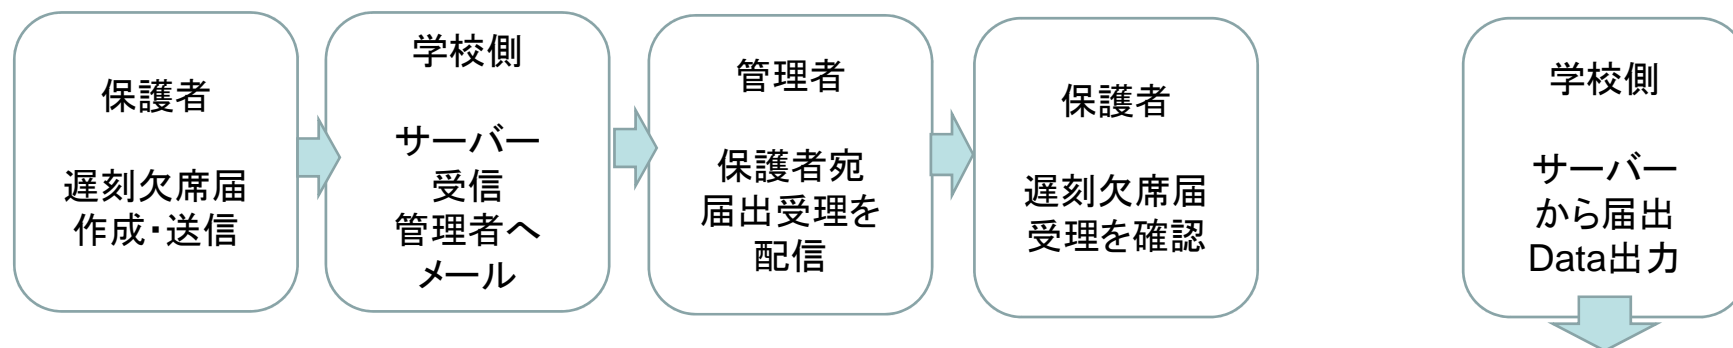 保護者
遅刻欠席届
作成・送信
学校側
サーバー
受信
管理者へ
メール
管理者
保護者宛
届出受理を
配信
保護者
遅刻欠席届
受理を確認
学校側
サーバー
から届出
Data出力